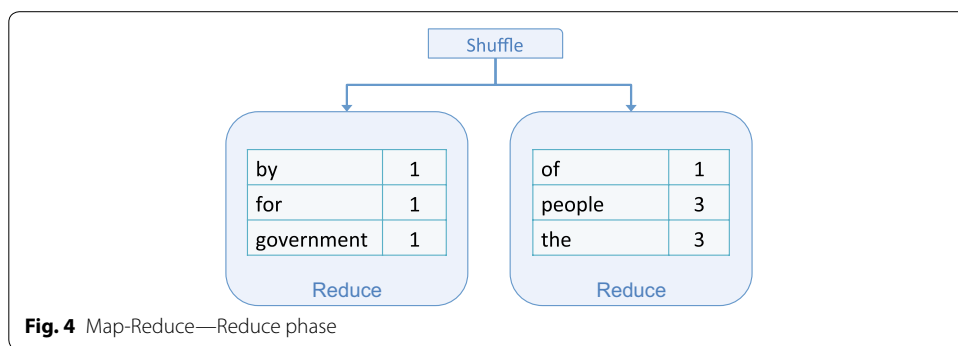 Shuffle
by 1
for 1
government 1
Reduce
of 1
people 3
the 3
Reduce
Fig. 4 Map-Reduce—Reduce phase